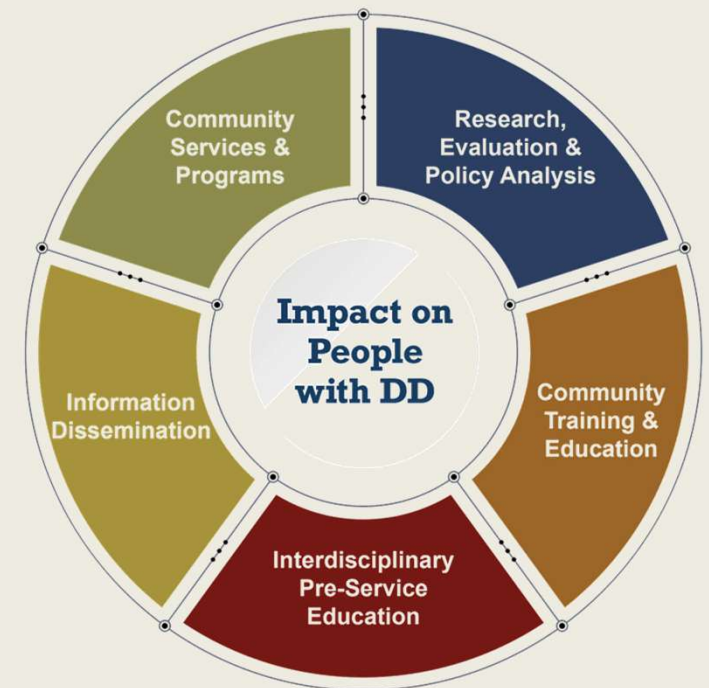 Community
Services &
Programs
Research,
Evaluation &
Policy Analysis
Impact on
People
with DD
Information
Dissemination
Community
Training &
Education
Interdisciplinary
Pre-Service
Education